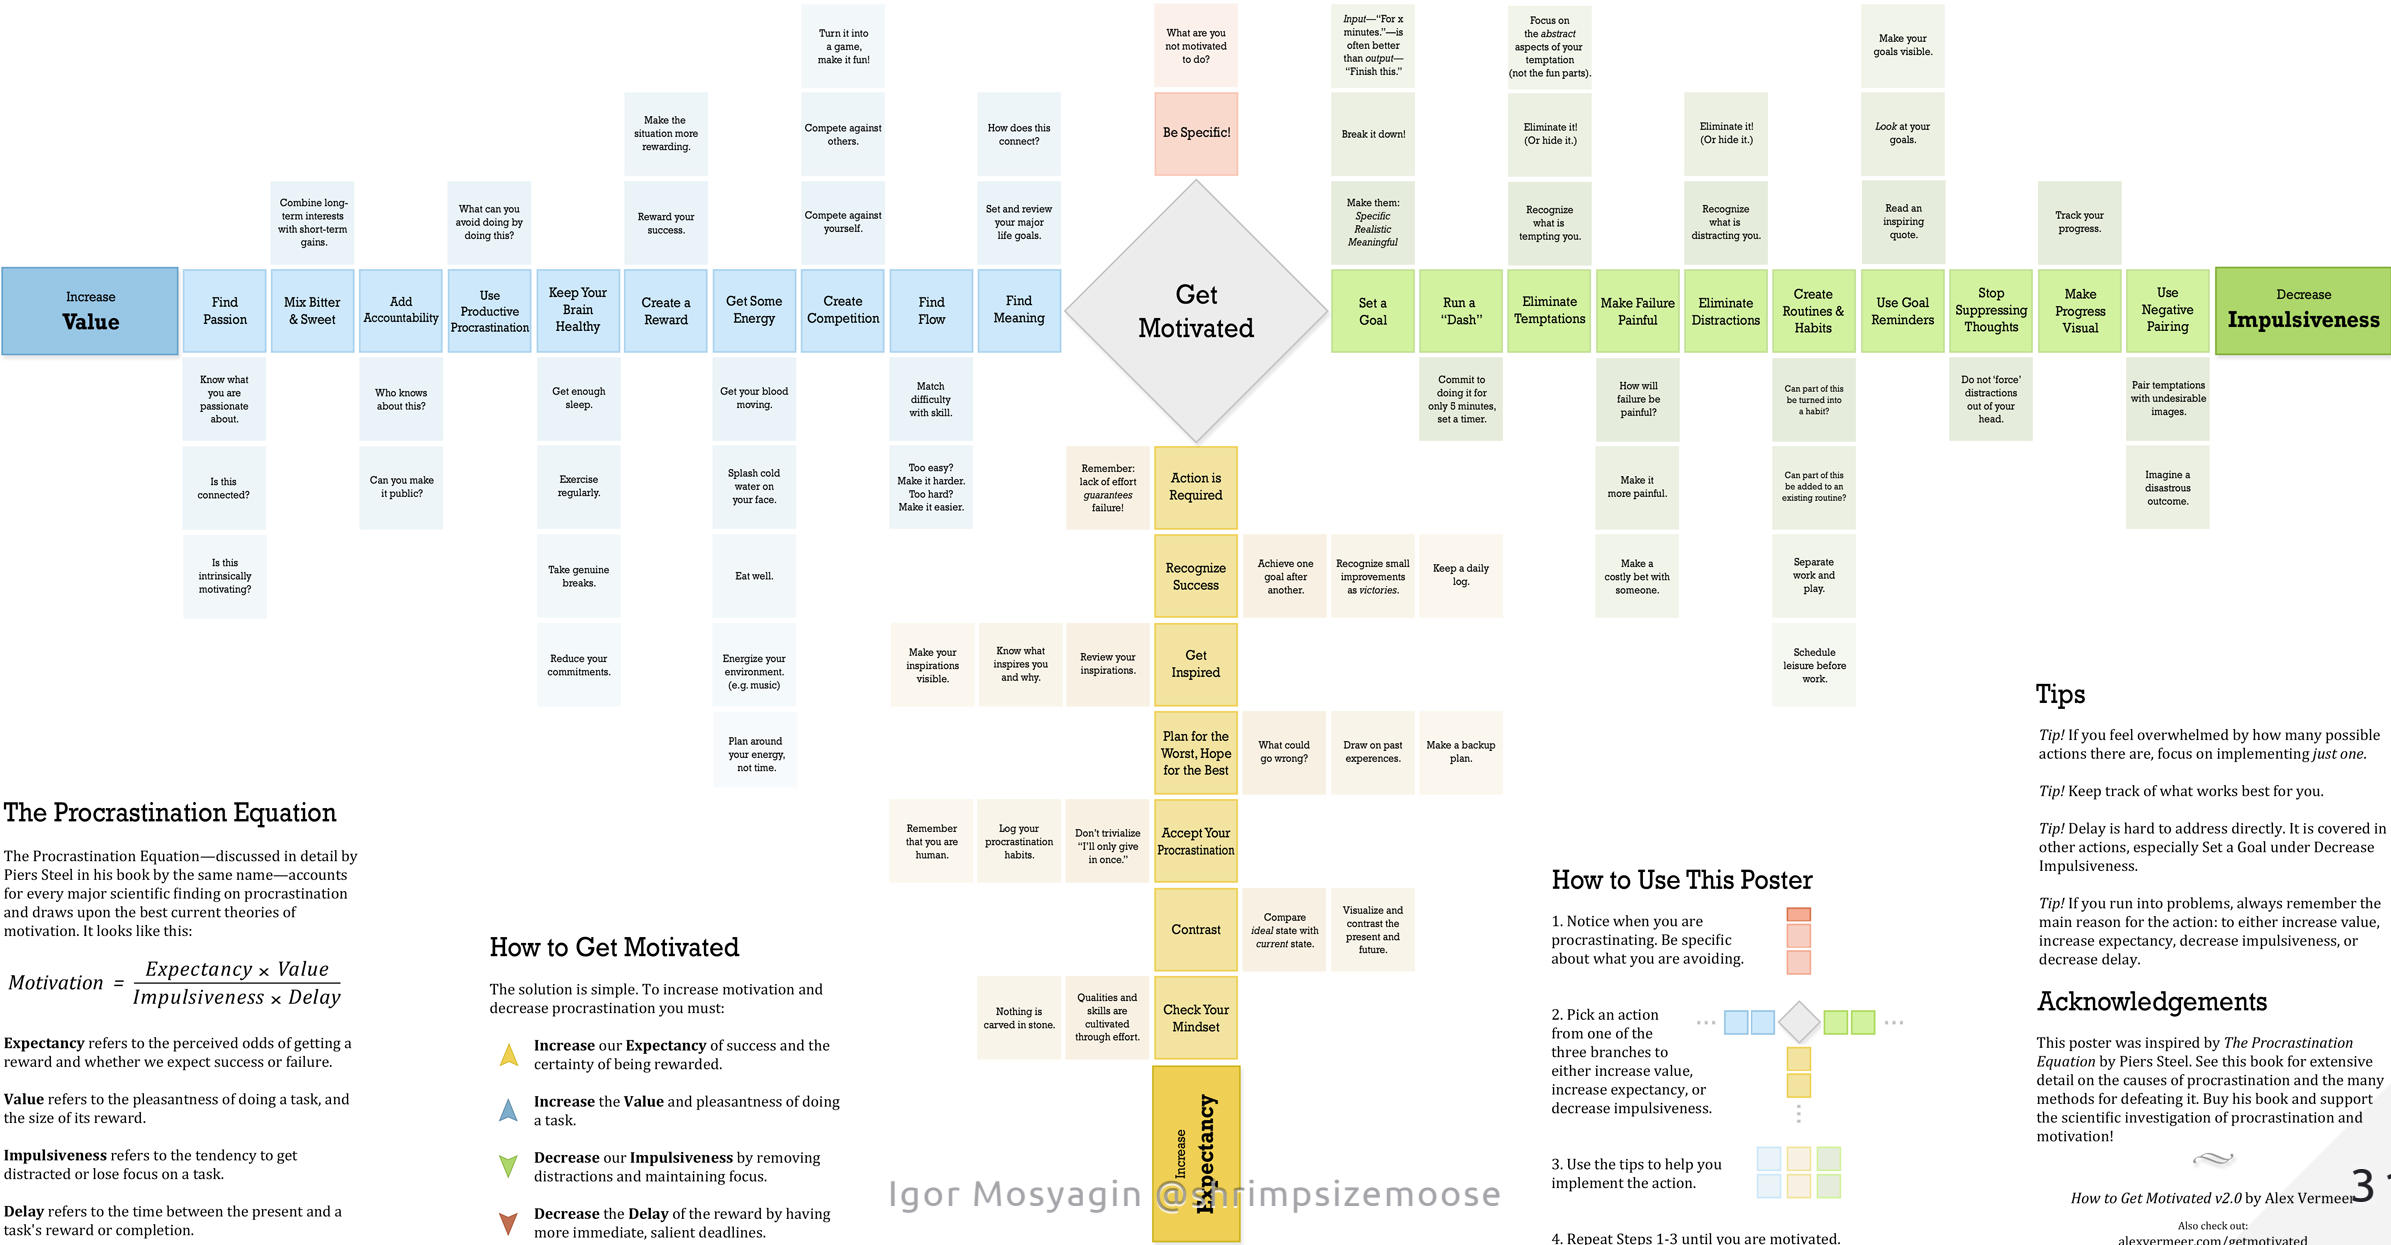 Turn it into
a game,
make it fun!
What are you
not motivated
to do?
Input—“For x
minutes.”—is
often better
than output—
“Finish this.”
Focus on
the abstract
aspects of your
temptation
(not the fun parts).
Make your
goals visible.
Make the
situation more
rewarding.
Compete against
others.
How does this
connect?
Be Specific!
Break it down!
Eliminate it!
(Or hide it.)
Eliminate it!
(Or hide it.)
Look at your
goals.
Combine long-
term interests
with short-term
gains.
What can you
avoid doing by
doing this?
Reward your
success.
Compete against
yourself.
Set and review
your major
life goals.
Make them:
Specific
Realistic
Meaningful
Recognize
what is
tempting you.
Recognize
what is
distracting you.
Read an
inspiring
quote.
Track your
progress.
Increase
Value
Find
Passion
Mix Bitter
& Sweet
Add
Accountability
Use
Productive
Procrastination
Keep Your
Brain
Healthy
Create a
Reward
Get Some
Energy
Create
Competition
Find
Flow
Find
Meaning
Get
Motivated
Set a
Goal
Run a
“Dash”
Eliminate
Temptations
Make Failure
Painful
Eliminate
Distractions
Create
Routines &
Habits
Use Goal
Reminders
Stop
Suppressing
Thoughts
Make
Progress
Visual
Use
Negative
Pairing
Decrease
Impulsiveness
Know what
you are
passionate
about.
Who knows
about this?
Get enough
sleep.
Get your blood
moving.
Match
difficulty
with skill.
Commit to
doing it for
only 5 minutes,
set a timer.
How will
failure be
painful?
Can part of this
be turned into
a habit?
Do not ‘force’
distractions
out of your
head.
Pair temptations
with undesirable
images.
Is this
connected?
Can you make
it public?
Exercise
regularly.
Splash cold
water on
your face.
Too easy?
Make it harder.
Too hard?
Make it easier.
Remember:
lack of effort
guarantees
failure!
Action is
Required
Make it
more painful.
Can part of this
be added to an
existing routine?
Imagine a
disastrous
outcome.
Is this
intrinsically
motivating?
Take genuine
breaks.
Eat well.
Recognize
Success
Achieve one
goal after
another.
Recognize small
improvements
as victories.
Keep a daily
log.
Make a
costly bet with
someone.
Separate
work and
play.
Reduce your
commitments.
Energize your
environment.
(e.g. music)
Make your
inspirations
visible.
Know what
inspires you
and why.
Review your
inspirations.
Get
Inspired
Schedule
leisure before
work.
Plan around
your energy,
not time.
Plan for the
Worst, Hope
for the Best
What could
go wrong?
Draw on past
experences.
Make a backup
plan.
Remember
that you are
human.
Log your
procrastination
habits.
Don't trivialize
“I'll only give
in once.”
Accept Your
Procrastination
Contrast
Compare
ideal state with
current state.
Visualize and
contrast the
present and
future.
Nothing is
carved in stone.
Qualities and
skills are
cultivated
through effort.
Check Your
Mindset
Increase
Expectancy
The Procrastination Equation
The Procrastination Equation—discussed in detail by
Piers Steel in his book by the same name—accounts
for every major scientific finding on procrastination
and draws upon the best current theories of
motivation. It looks like this:
Motivation = Expectancy × Value
Impulsiveness × Delay
Expectancy refers to the perceived odds of getting a
reward and whether we expect success or failure.
Value refers to the pleasantness of doing a task, and
the size of its reward.
Impulsiveness refers to the tendency to get
distracted or lose focus on a task.
Delay refers to the time between the present and a
task's reward or completion.
How to Get Motivated
The solution is simple. To increase motivation and
decrease procrastination you must:
Increase our Expectancy of success and the
certainty of being rewarded.
Increase the Value and pleasantness of doing
a task.
Decrease our Impulsiveness by removing
distractions and maintaining focus.
Decrease the Delay of the reward by having
more immediate, salient deadlines.
Igor Mosyagin @shrimpsizemoose
How to Use This Poster
1. Notice when you are
procrastinating. Be specific
about what you are avoiding.
2. Pick an action
from one of the
three branches to
either increase value,
increase expectancy, or
decrease impulsiveness.
3. Use the tips to help you
implement the action.
4. Repeat Steps 1-3 until you are motivated.
Tips
Tip! If you feel overwhelmed by how many possible
actions there are, focus on implementing just one.
Tip! Keep track of what works best for you.
Tip! Delay is hard to address directly. It is covered in
other actions, especially Set a Goal under Decrease
Impulsiveness.
Tip! If you run into problems, always remember the
main reason for the action: to either increase value,
increase expectancy, decrease impulsiveness, or
decrease delay.
Acknowledgements
This poster was inspired by The Procrastination
Equation by Piers Steel. See this book for extensive
detail on the causes of procrastination and the many
methods for defeating it. Buy his book and support
the scientific investigation of procrastination and
motivation!
How to Get Motivated v2.0 by Alex Vermeer
Also check out:
alexvermeer.com/getmotivated